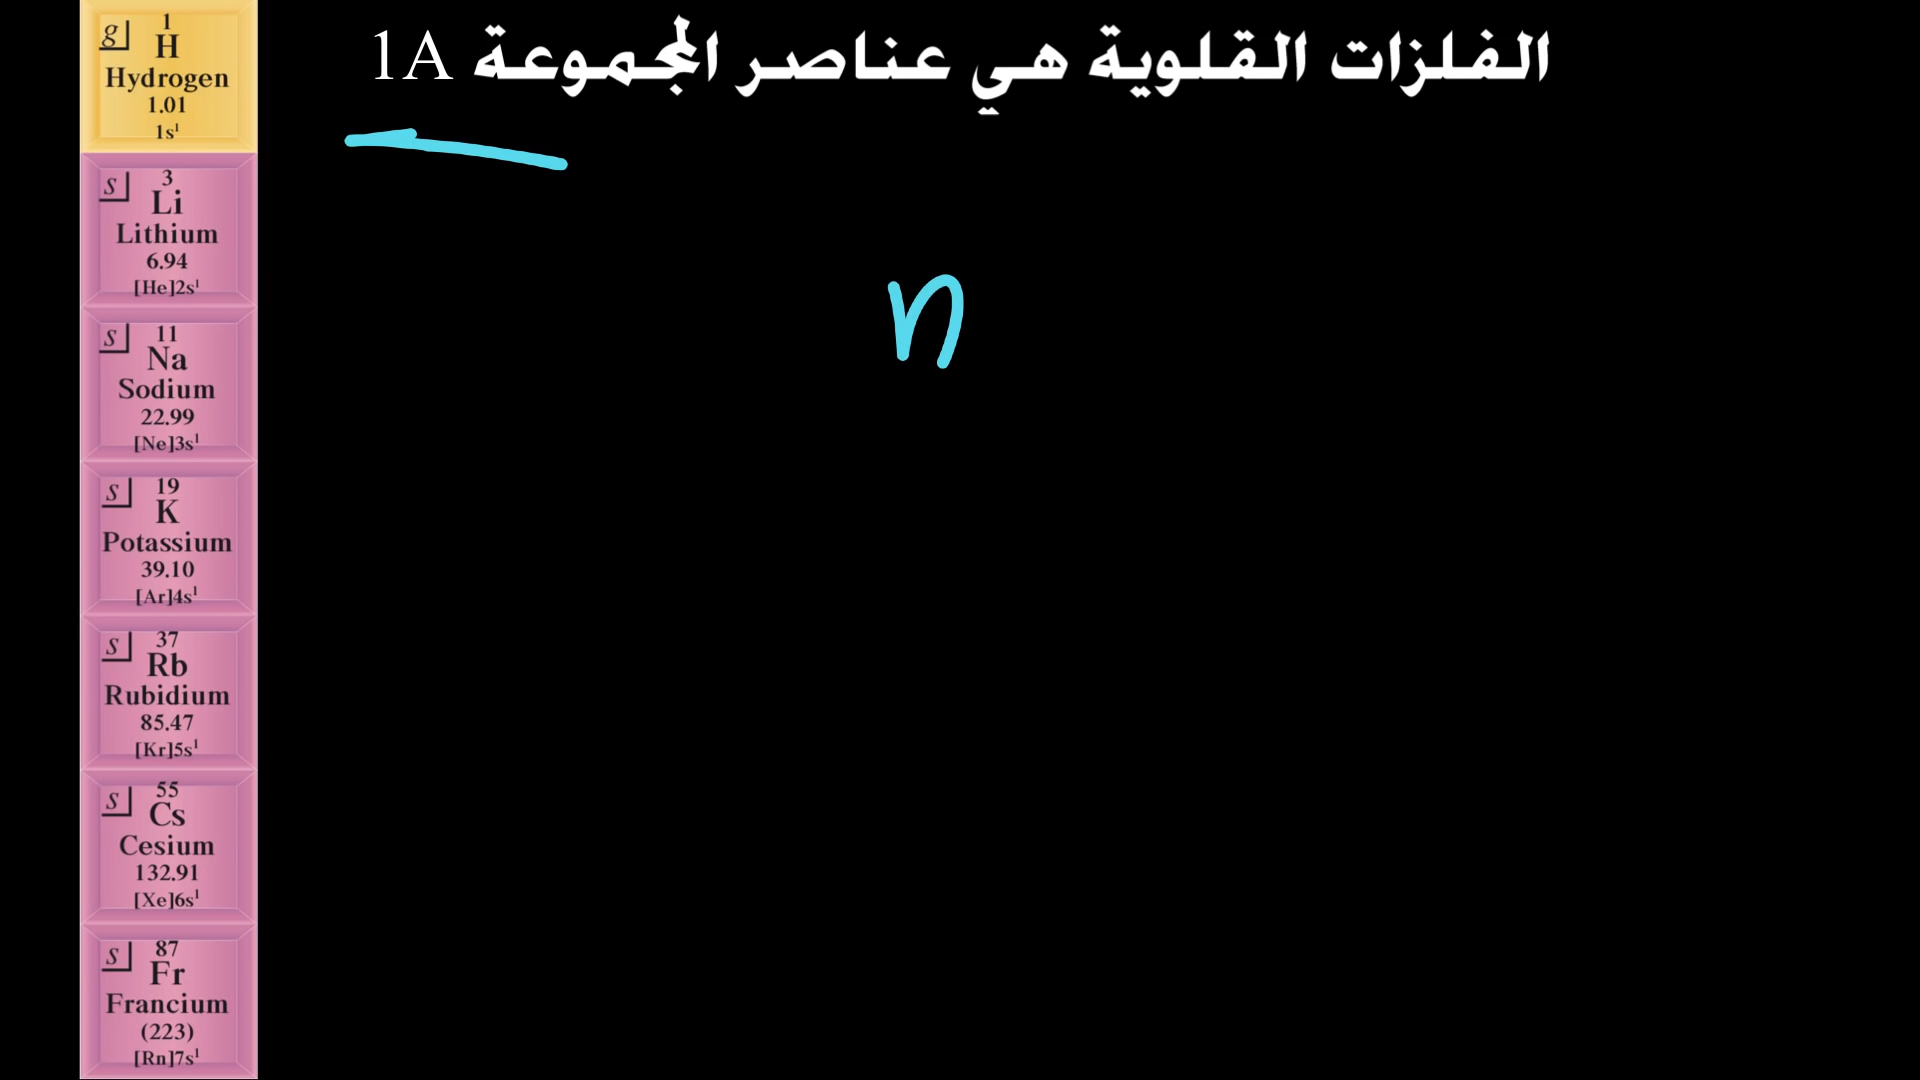 الفلزات القلوية هي عناصر المجموعة 1A
g
1
H
Hydrogen
1.01
1s¹
s
3
Li
Lithium
6.94
[He]2s¹
s
11
Na
Sodium
22.99
[Ne]3s¹
s
19
K
Potassium
39.10
[Ar]4s¹
s
37
Rb
Rubidium
85.47
[Kr]5s¹
s
55
Cs
Cesium
132.91
[Xe]6s¹
s
87
Fr
Francium
(223)
[Rn]7s¹
n